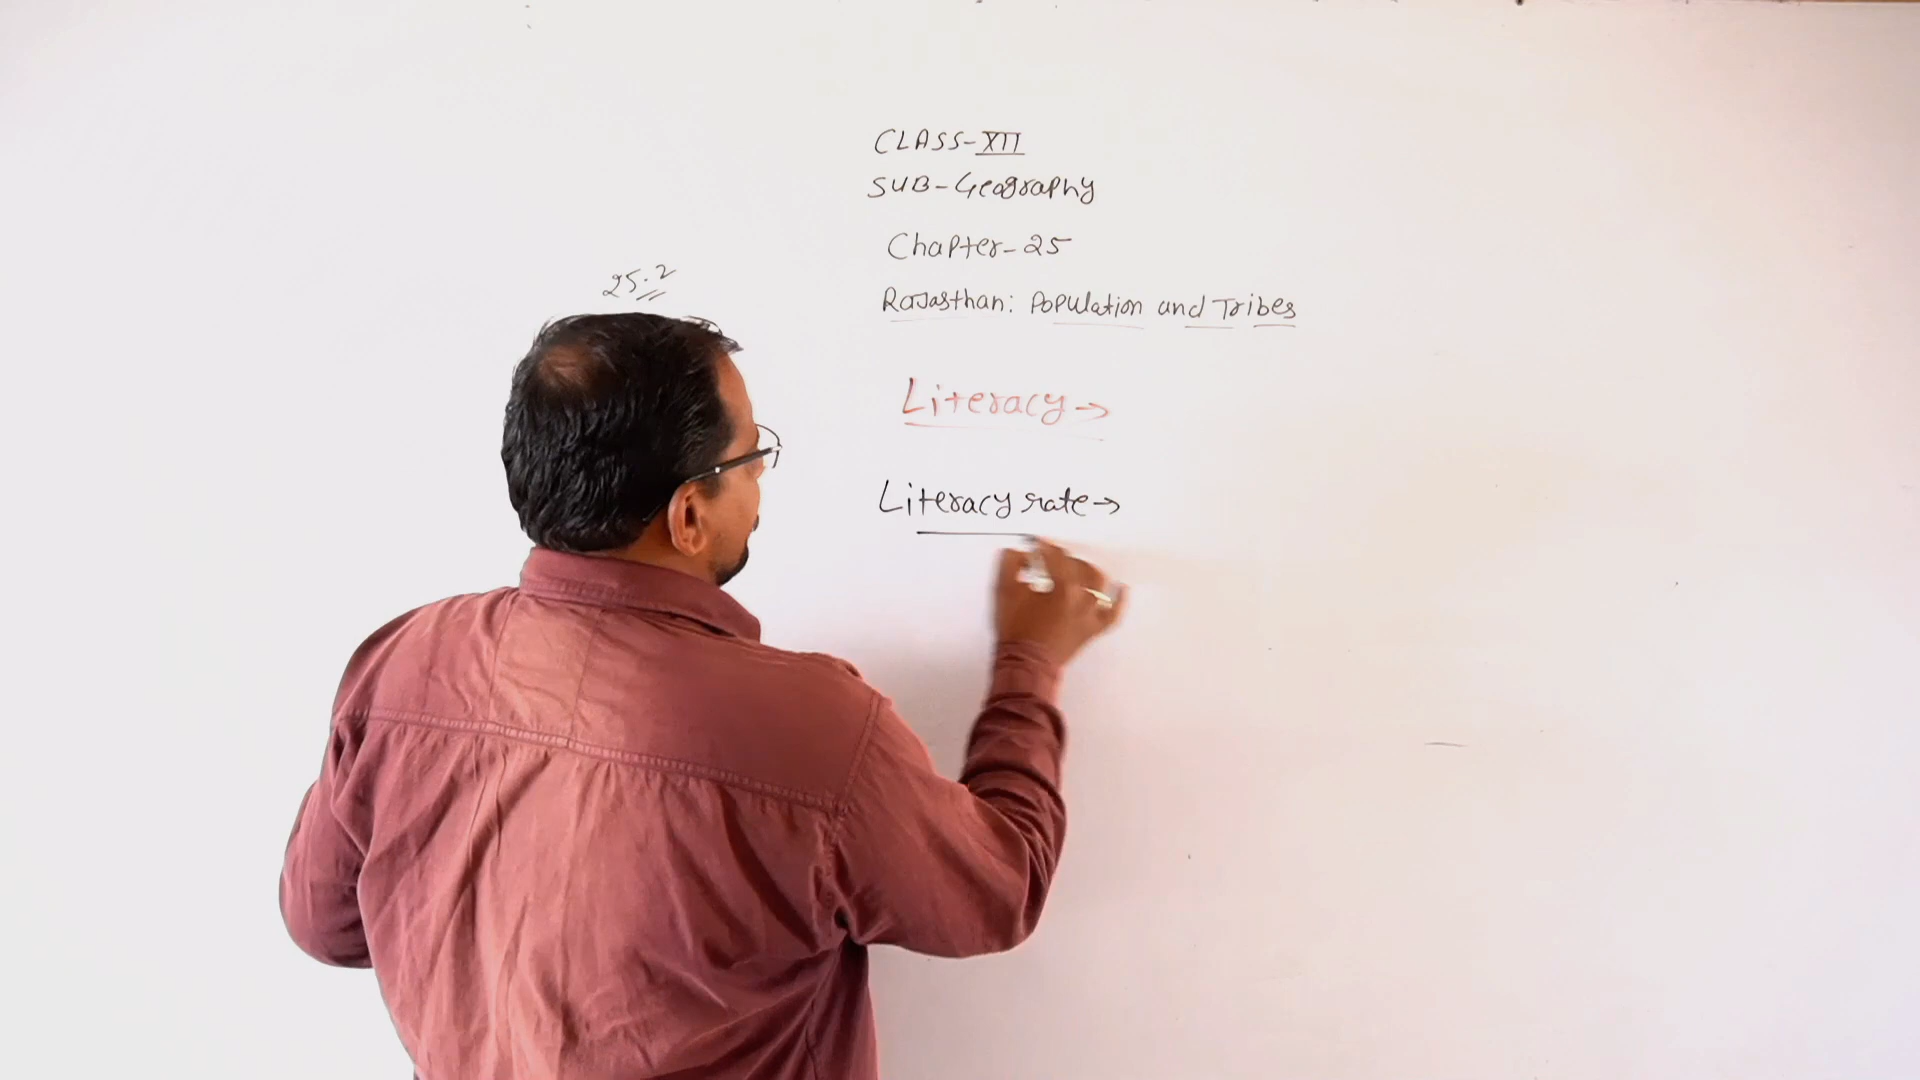 CLASS-XII
SUB-Geography
Chapter-25
25.2
Rajasthan: Population and Tribes
Literacy→
Literacy rate→